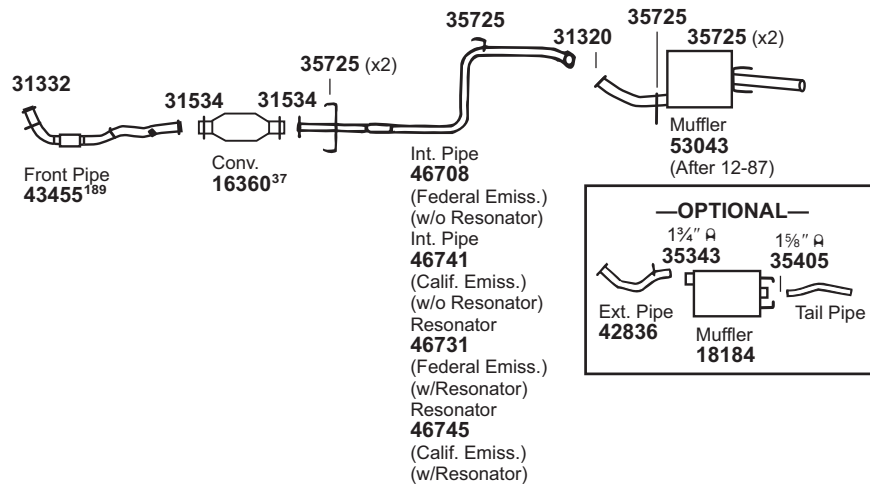 35725
31320
35725
35725 (x2)
31332
35725 (x2)
31534
31534
Front Pipe
43455¹⁸⁹
Conv.
16360³⁷
Int. Pipe
46708
(Federal Emiss.)
(w/o Resonator)
Int. Pipe
46741
(Calif. Emiss.)
(w/o Resonator)
Resonator
46731
(Federal Emiss.)
(w/Resonator)
Resonator
46745
(Calif. Emiss.)
(w/Resonator)
Muffler
53043
(After 12-87)
—OPTIONAL—
1¾"
35343
1⅝"
35405
Ext. Pipe
42836
Muffler
18184
Tail Pipe